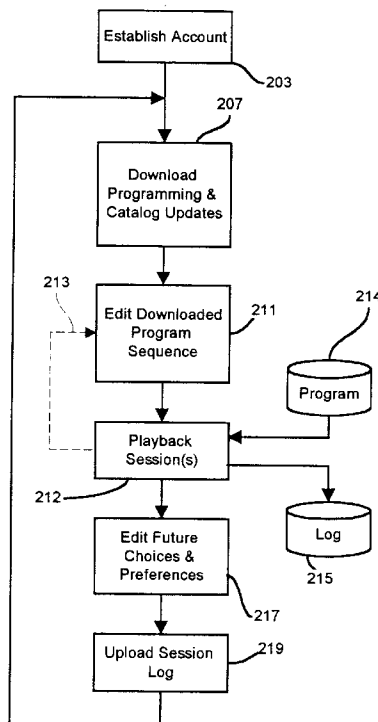 Establish Account
203
207
Download
Programming &
Catalog Updates
213
Edit Downloaded
Program
Sequence
211
214
Program
Playback
Session(s)
212
Log
215
Edit Future
Choices &
Preferences
217
Upload Session
Log
219